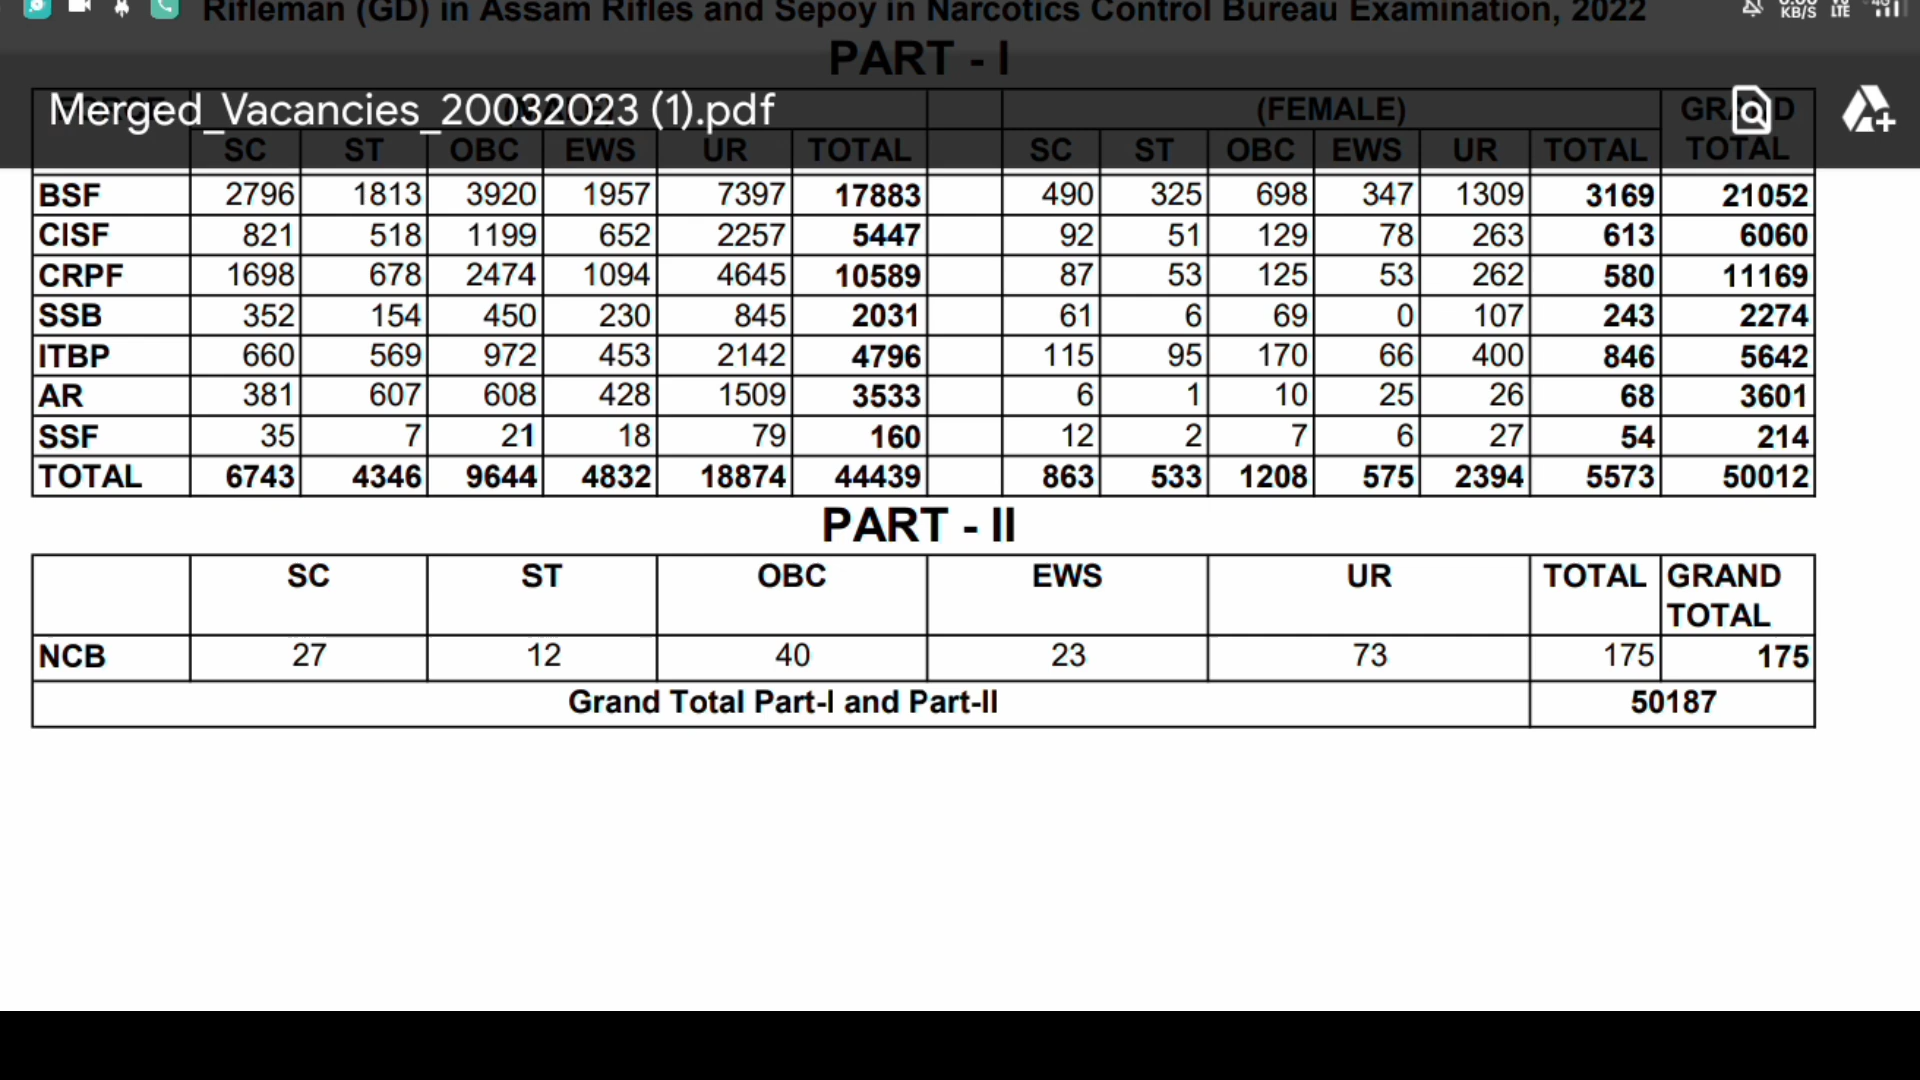 Rifleman (GD) in Assam Rifles and Sepoy in Narcotics Control Bureau Examination, 2022
KB/S LTE 4G
PART - I
Merged_Vacancies_20032023 (1).pdf
(FEMALE) GRAND TOTAL
SC ST OBC EWS UR TOTAL SC ST OBC EWS UR TOTAL
BSF 2796 1813 3920 1957 7397 17883 490 325 698 347 1309 3169 21052
CISF 821 518 1199 652 2257 5447 92 51 129 78 263 613 6060
CRPF 1698 678 2474 1094 4645 10589 87 53 125 53 262 580 11169
SSB 352 154 450 230 845 2031 61 6 69 0 107 243 2274
ITBP 660 569 972 453 2142 4796 115 95 170 66 400 846 5642
AR 381 607 608 428 1509 3533 6 1 10 25 26 68 3601
SSF 35 7 21 18 79 160 12 2 7 6 27 54 214
TOTAL 6743 4346 9644 4832 18874 44439 863 533 1208 575 2394 5573 50012
PART - II
SC ST OBC EWS UR TOTAL GRAND
TOTAL
NCB 27 12 40 23 73 175 175
Grand Total Part-I and Part-II 50187